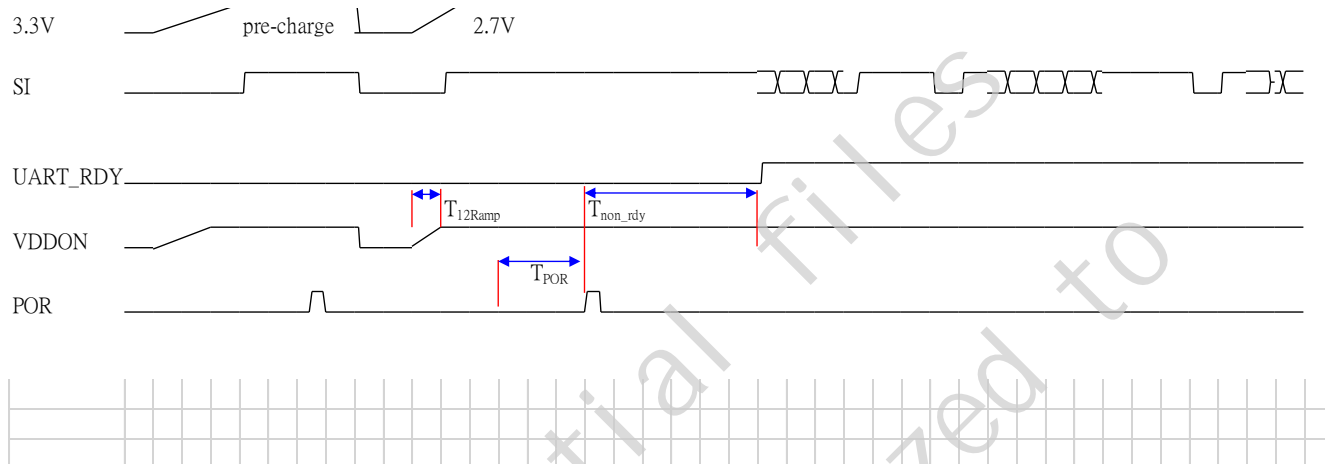 3.3V pre-charge 2.7V
SI
UART_RDY
T12Ramp Tnon_rdy
VDDON
TPOR
POR
tial files
zed to